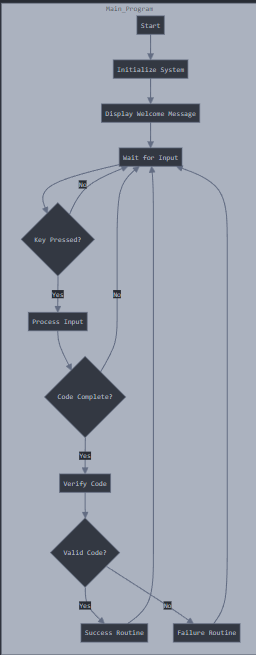 Main_Program
Start
Initialize System
Display Welcome Message
Wait for Input
No
Key Pressed?
Yes
No
Process Input
Code Complete?
Yes
Verify Code
Valid Code?
Yes
No
Success Routine
Failure Routine